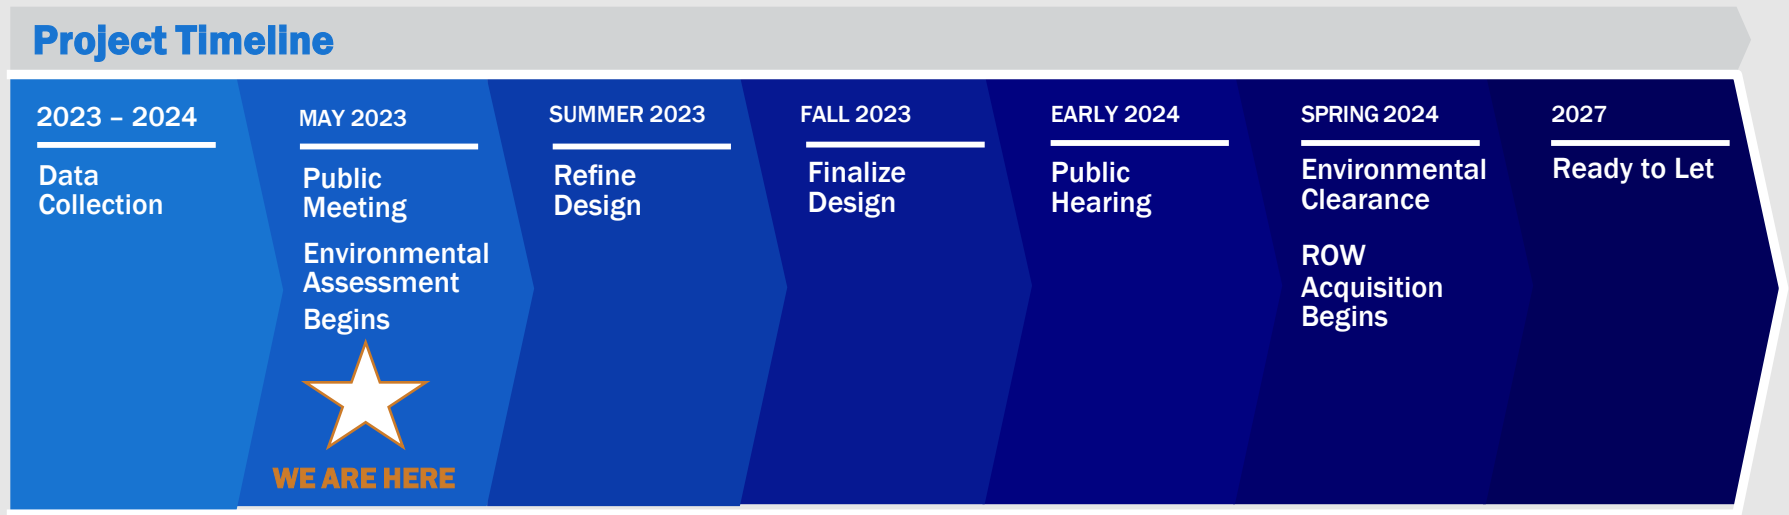 Project Timeline
2023 – 2024
Data
Collection
MAY 2023
Public
Meeting
Environmental
Assessment
Begins
WE ARE HERE
SUMMER 2023
Refine
Design
FALL 2023
Finalize
Design
EARLY 2024
Public
Hearing
SPRING 2024
Environmental
Clearance
ROW
Acquisition
Begins
2027
Ready to Let